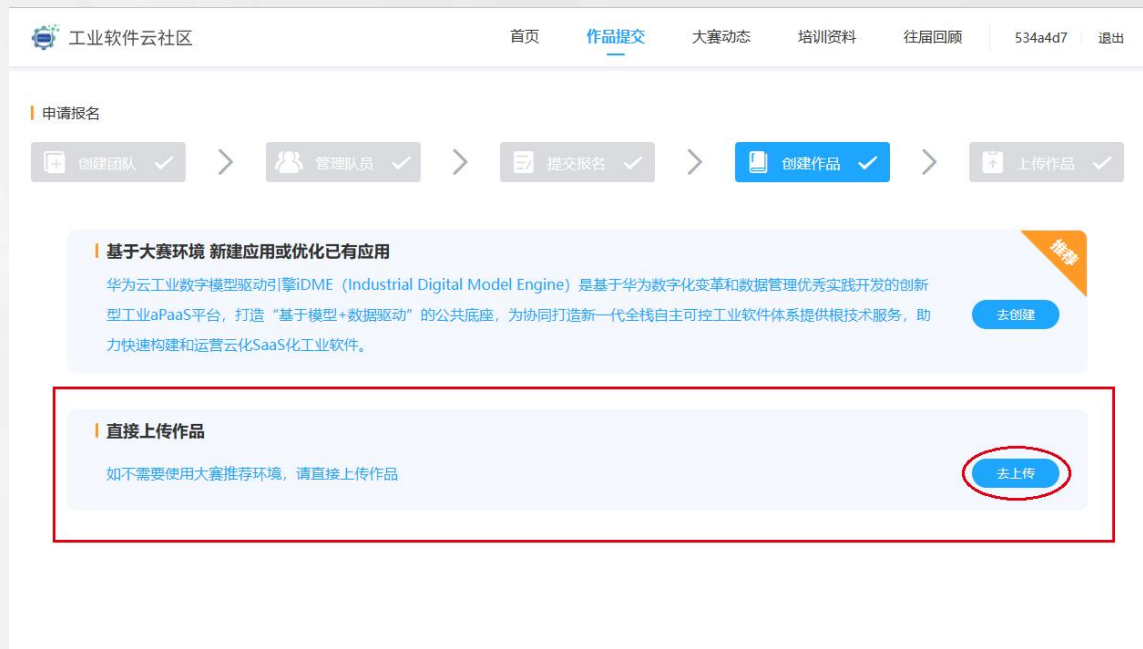 工业软件云社区
首页 作品提交 大赛动态 培训资料 往届回顾 534a4d7 退出
申请报名
创建团队 管理队员 提交报名 创建作品 上传作品
基于大赛环境 新建应用或优化已有应用
推荐
华为云工业数字模型驱动引擎iDME（Industrial Digital Model Engine）是基于华为数字化变革和数据管理优秀实践开发的创新
型工业aPaaS平台，打造“基于模型+数据驱动”的公共底座，为协同打造新一代全栈自主可控工业软件体系提供根技术服务，助
力快速构建和运营云化SaaS化工业软件。
去创建
直接上传作品
如不需要使用大赛推荐环境，请直接上传作品
去上传